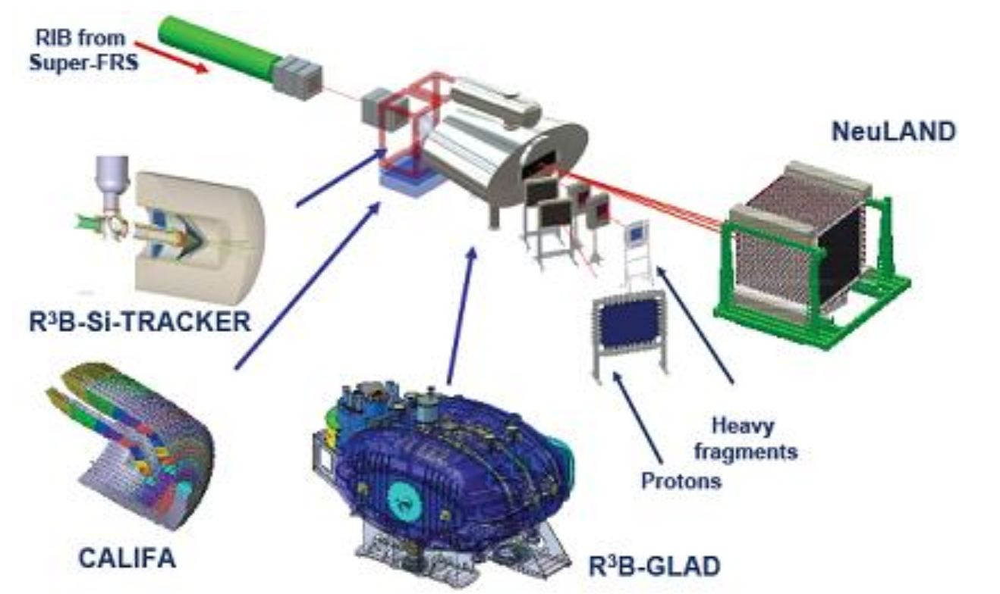 RIB from
Super-FRS
NeuLAND
R³B-Si-TRACKER
Heavy
fragments
Protons
CALIFA
R³B-GLAD